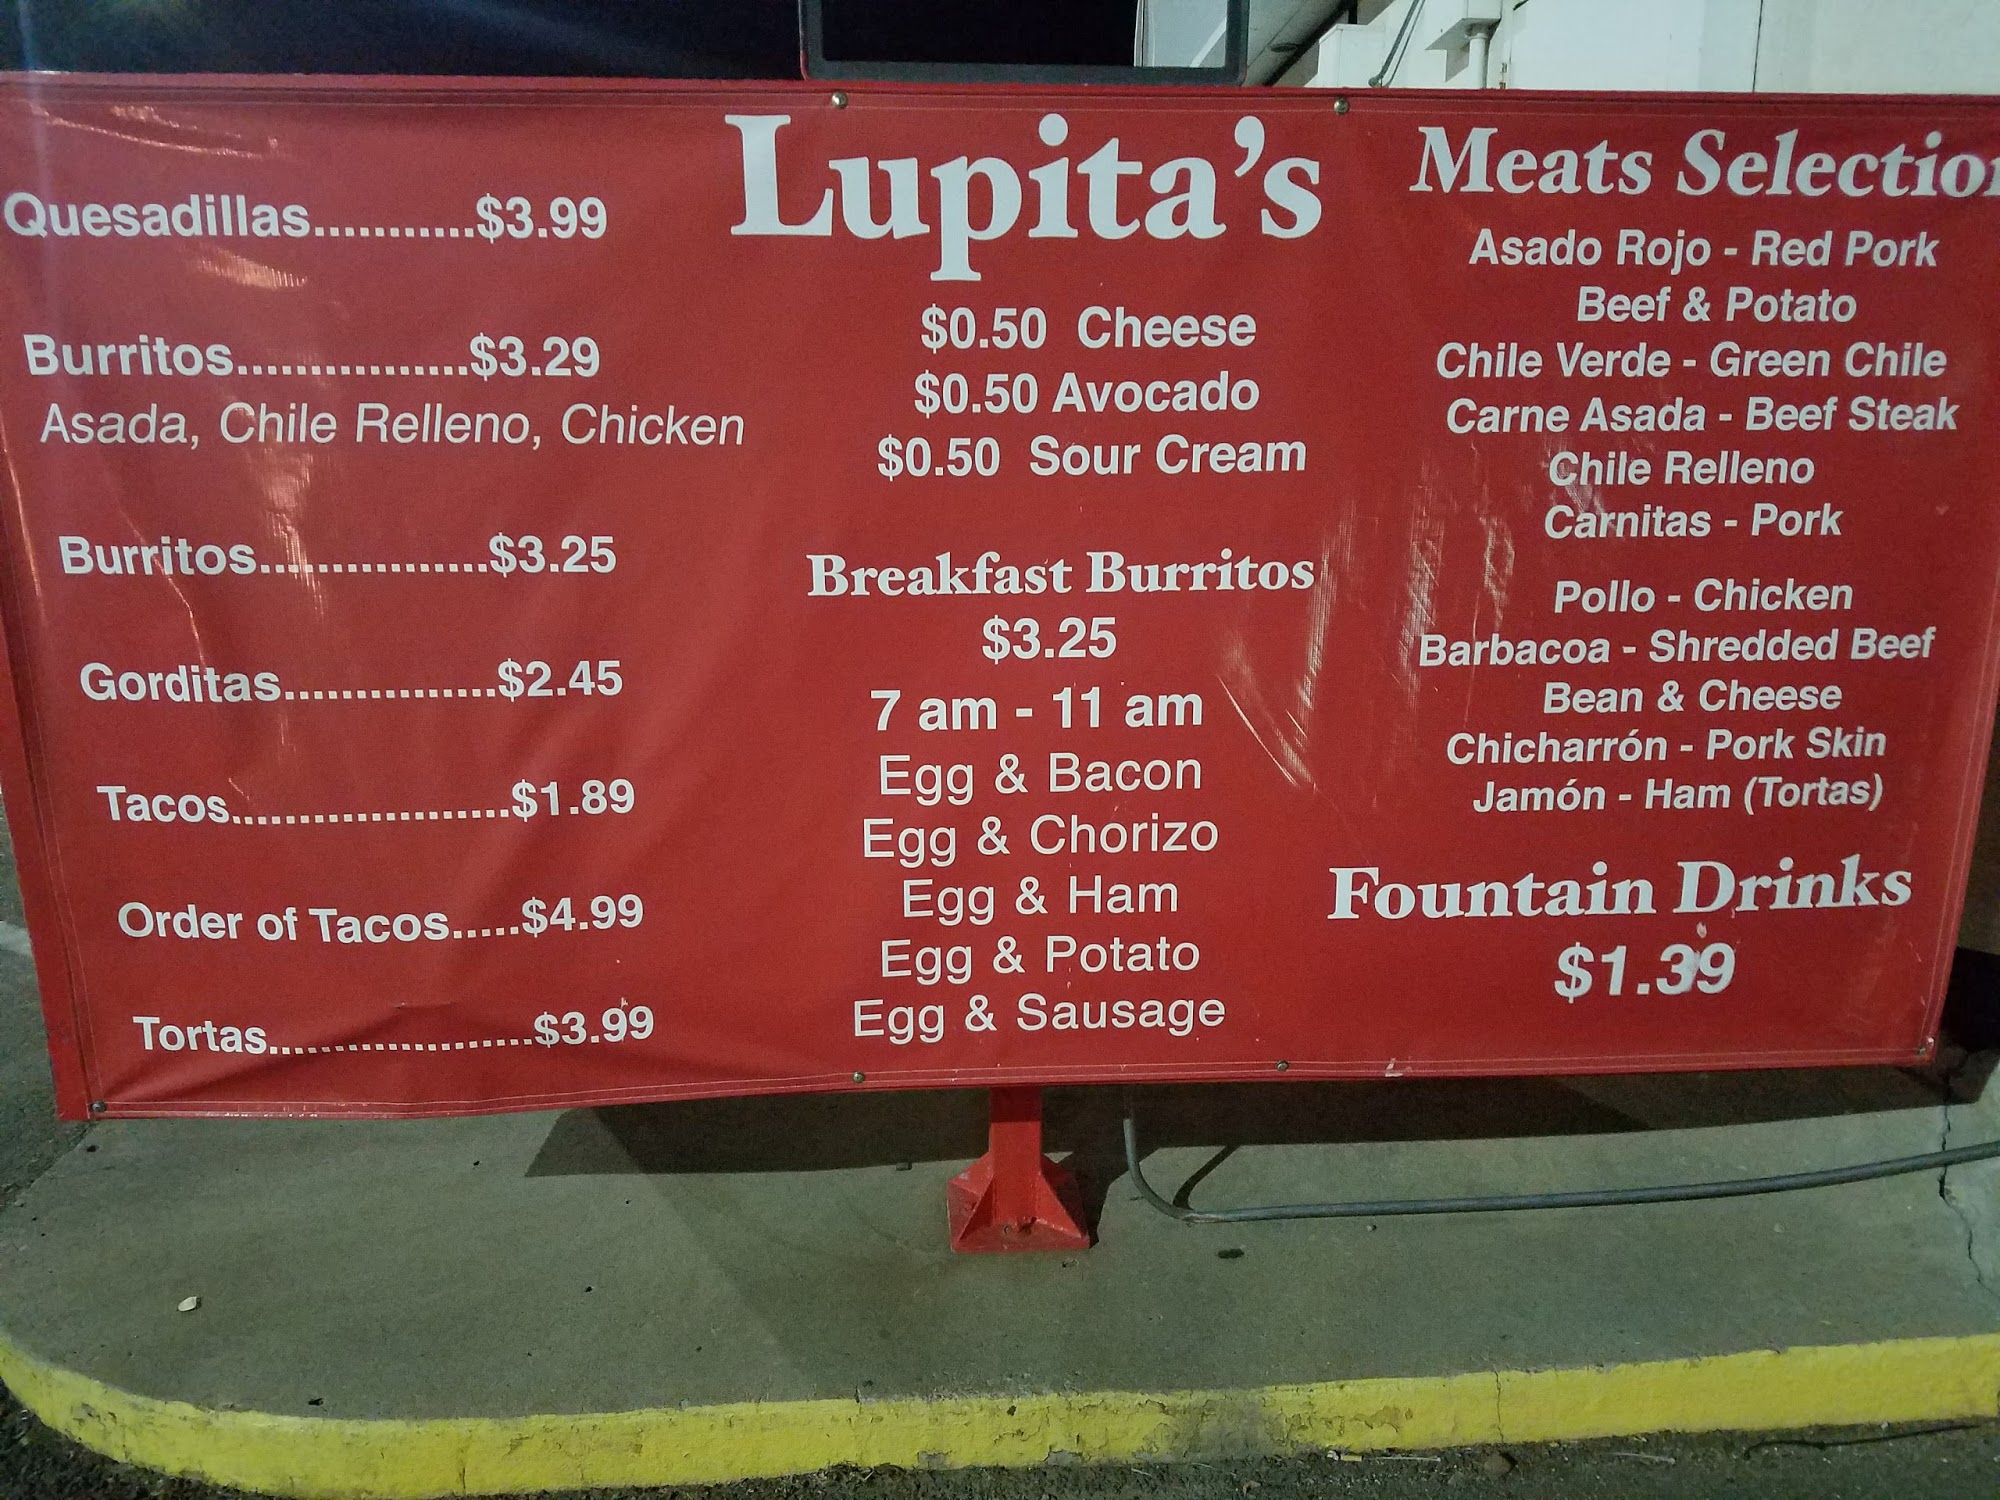 Lupita's
Quesadillas...........$3.99
Burritos................$3.29
Asada, Chile Relleno, Chicken
Burritos................$3.25
Gorditas...............$2.45
Tacos.....................$1.89
Order of Tacos.....$4.99
Tortas....................$3.99
$0.50 Cheese
$0.50 Avocado
$0.50 Sour Cream
Breakfast Burritos
$3.25
7 am - 11 am
Egg & Bacon
Egg & Chorizo
Egg & Ham
Egg & Potato
Egg & Sausage
Meats Selection
Asado Rojo - Red Pork
Beef & Potato
Chile Verde - Green Chile
Carne Asada - Beef Steak
Chile Relleno
Carnitas - Pork
Pollo - Chicken
Barbacoa - Shredded Beef
Bean & Cheese
Chicharrón - Pork Skin
Jamón - Ham (Tortas)
Fountain Drinks
$1.39